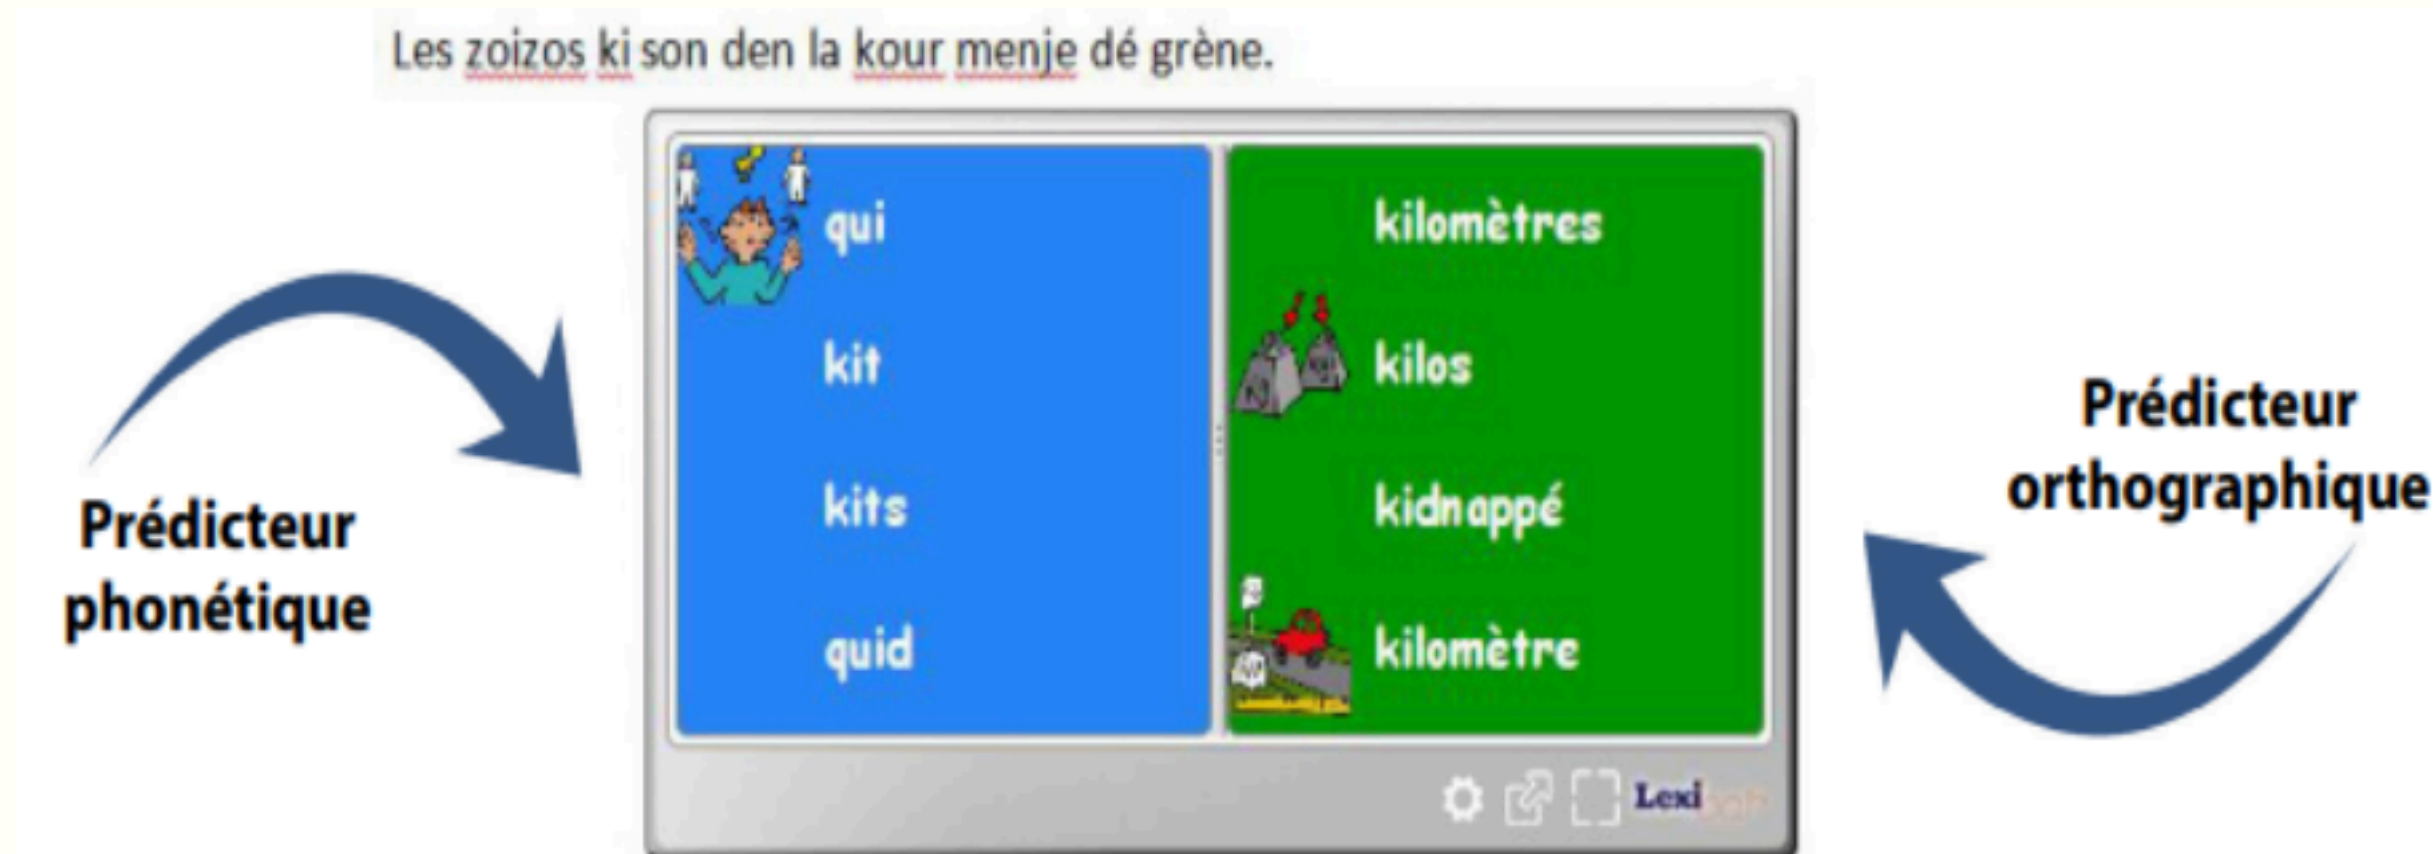 Les zoizos ki son den la kour menje dé grène.
qui
kit
kits
quid
kilomètres
kilos
kidnappé
kilomètre
Prédicteur
phonétique
Prédicteur
orthographique
Lexi